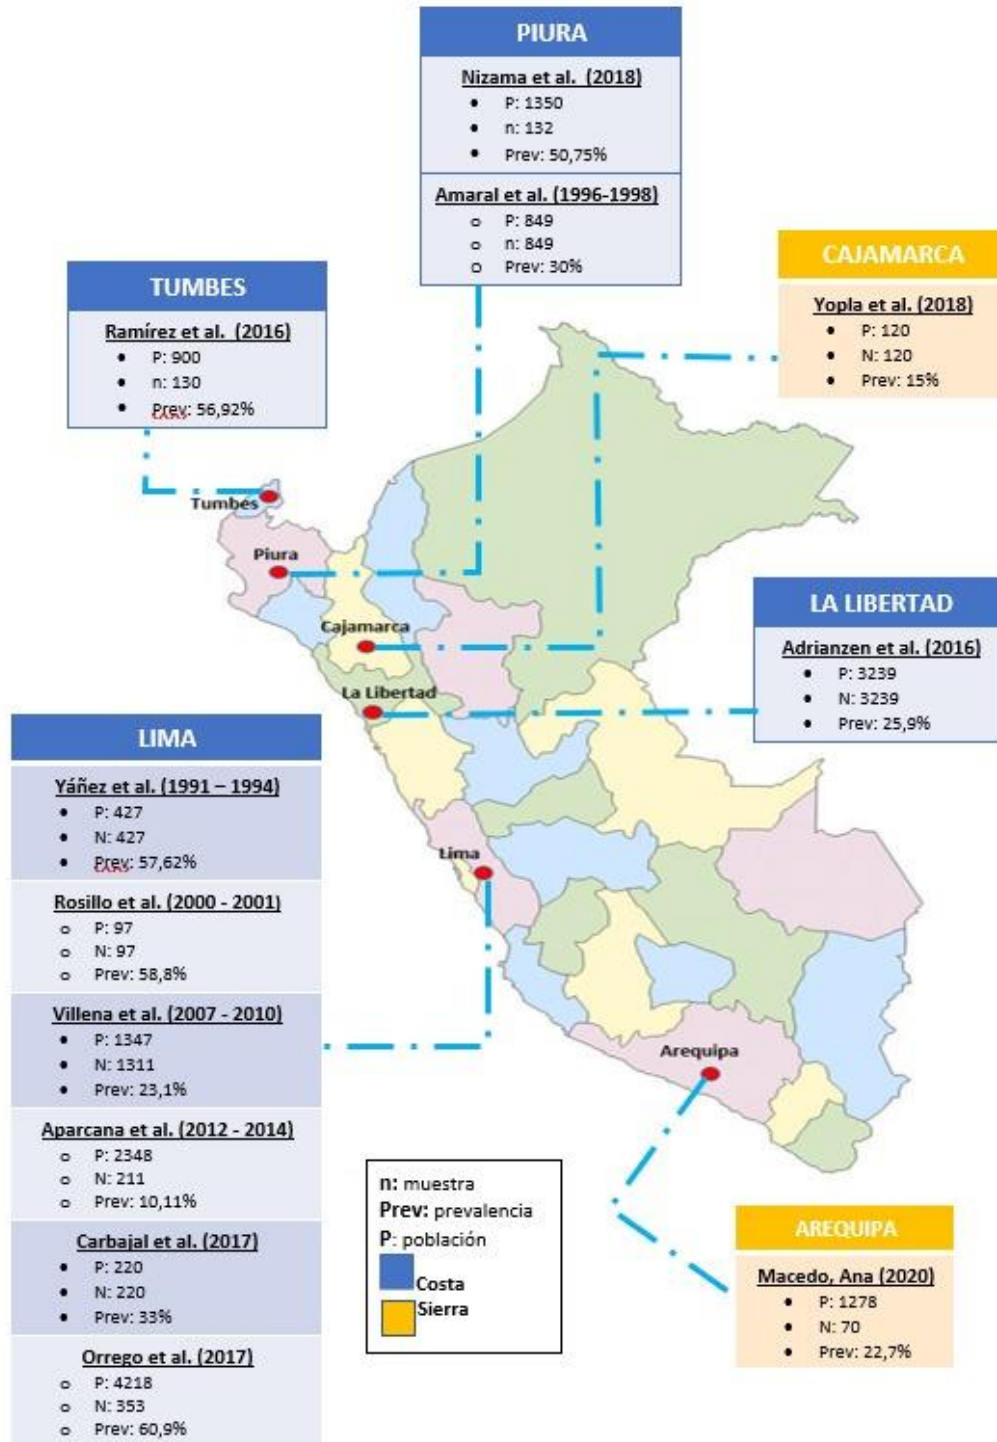 PIURA
Nizama et al. (2018)
• P: 1350
• n: 132
• Prev: 50,75%
Amaral et al. (1996-1998)
o P: 849
o n: 849
o Prev: 30%
CAJAMARCA
Yopla et al. (2018)
• P: 120
• N: 120
• Prev: 15%
TUMBES
Ramírez et al. (2016)
• P: 900
• n: 130
• Prev: 56,92%
Tumbes
Piura
Cajamarca
La Libertad
Lima
Arequipa
LA LIBERTAD
Adrianzen et al. (2016)
• P: 3239
• N: 3239
• Prev: 25,9%
LIMA
Yáñez et al. (1991 – 1994)
• P: 427
• N: 427
• Prev: 57,62%
Rosillo et al. (2000 - 2001)
o P: 97
o N: 97
o Prev: 58,8%
Villena et al. (2007 - 2010)
• P: 1347
• N: 1311
• Prev: 23,1%
Aparcana et al. (2012 - 2014)
o P: 2348
o N: 211
o Prev: 10,11%
Carbajal et al. (2017)
• P: 220
• N: 220
• Prev: 33%
Orrego et al. (2017)
o P: 4218
o N: 353
o Prev: 60,9%
n: muestra
Prev: prevalencia
P: población
Costa
Sierra
AREQUIPA
Macedo, Ana (2020)
• P: 1278
• N: 70
• Prev: 22,7%